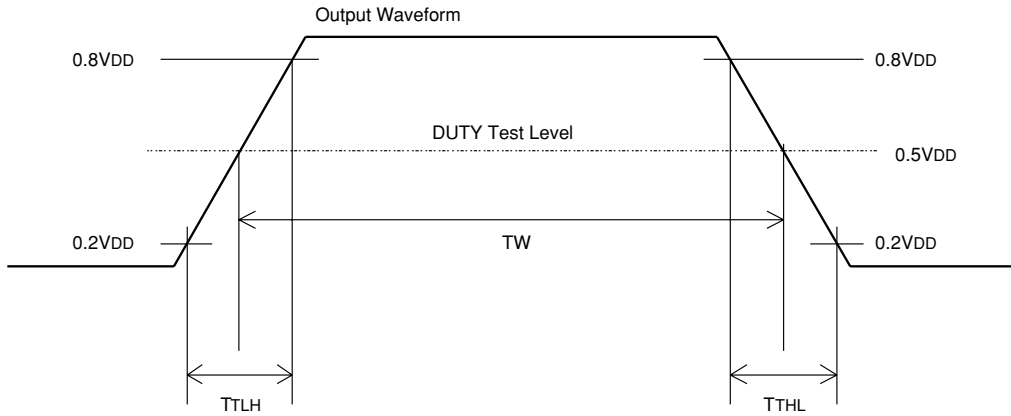 Output Waveform
0.8VDD
0.8VDD
DUTY Test Level
0.5VDD
TW
0.2VDD
0.2VDD
TTLH
TTHL